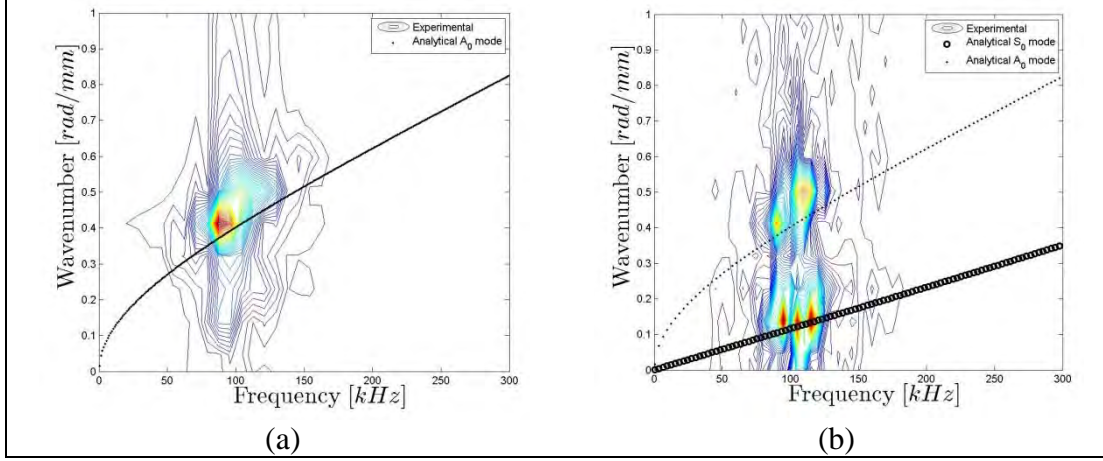 Experimental
Analytical A₀ mode
1
0.9
0.8
0.7
0.6
0.5
0.4
0.3
0.2
0.1
0
Wavenumber [rad/mm]
0 50 100 150 200 250 300
Frequency [kHz]
(a)
Experimental
Analytical S₀ mode
Analytical A₀ mode
1
0.9
0.8
0.7
0.6
0.5
0.4
0.3
0.2
0.1
0
Wavenumber [rad/mm]
0 50 100 150 200 250 300
Frequency [kHz]
(b)